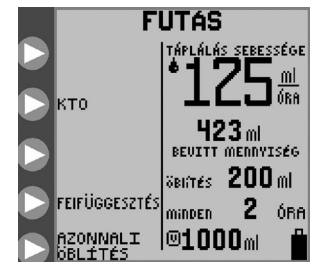 FUTÁS
TÁPLÁLÁS SEBESSÉGE
125 ml
ÓRA
KTO
423 ml
BEVITT MENNYISÉG
ÖBLÍTÉS 200 ml
FEIFÜGGESZTÉS
MINDEN 2 ÓRA
AZONNALI
ÖBLÍTÉS
1000 ml